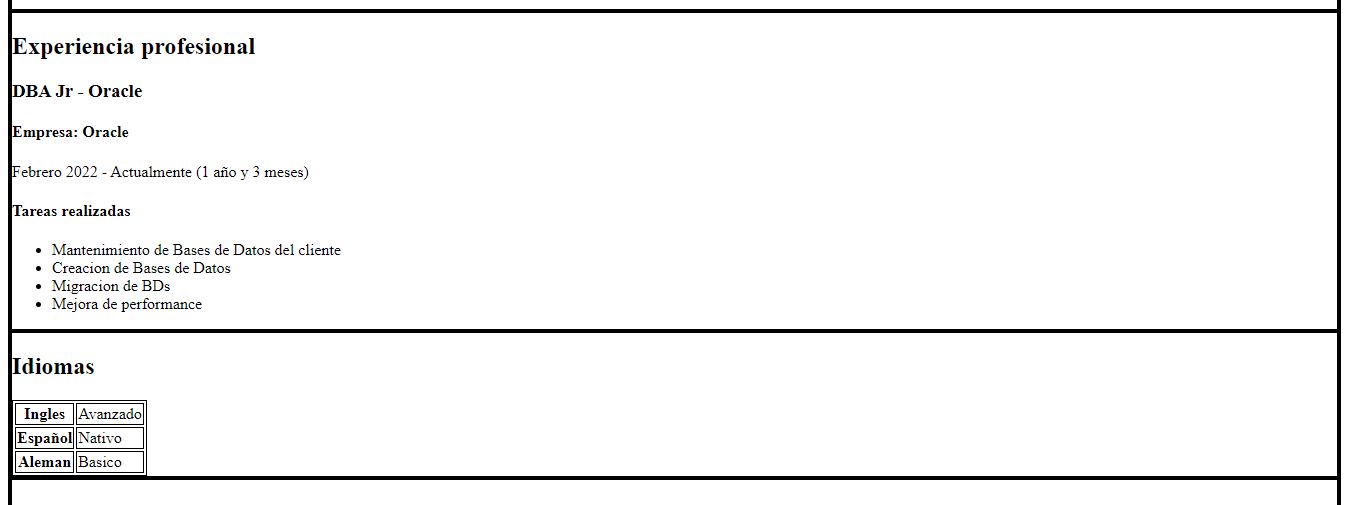 Experiencia profesional
DBA Jr - Oracle
Empresa: Oracle
Febrero 2022 - Actualmente (1 año y 3 meses)
Tareas realizadas
Mantenimiento de Bases de Datos del cliente
Creacion de Bases de Datos
Migracion de BDs
Mejora de performance
Idiomas
Ingles Avanzado
Español Nativo
Aleman Basico